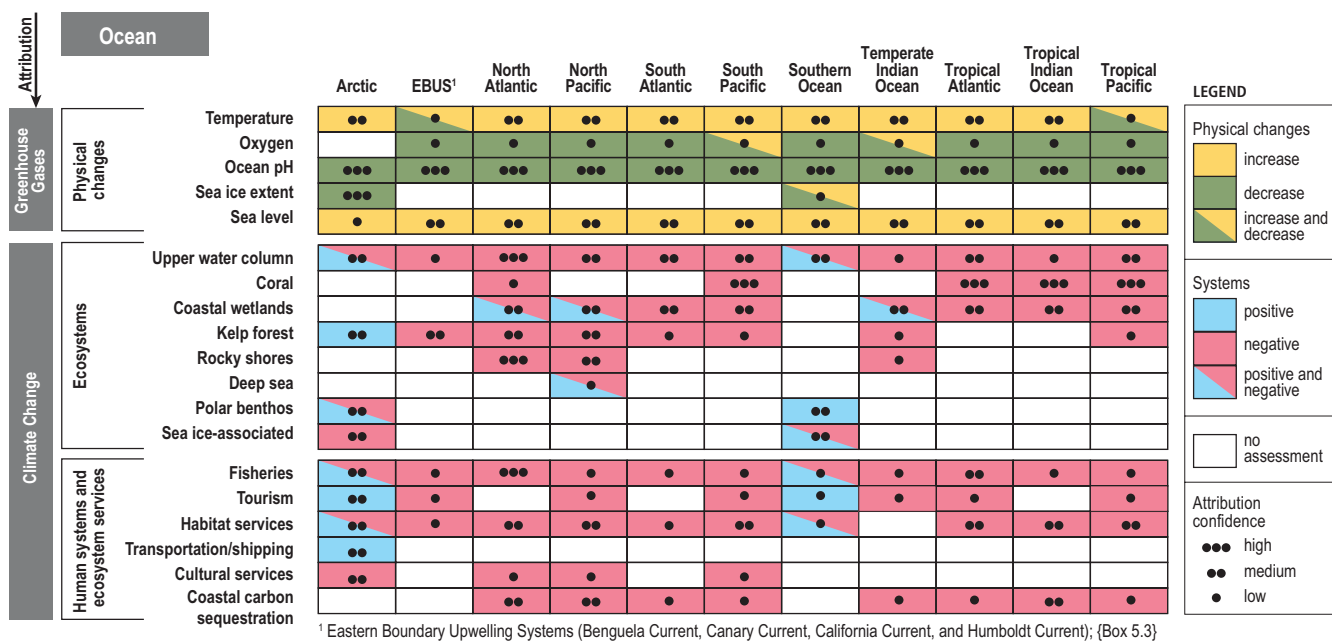 Attribution
Ocean
Arctic
EBUS¹
North
Atlantic
North
Pacific
South
Atlantic
South
Pacific
Southern
Ocean
Temperate
Indian
Ocean
Tropical
Atlantic
Tropical
Indian
Ocean
Tropical
Pacific
Greenhouse
Gases
Physical
changes
Temperature
Oxygen
Ocean pH
Sea ice extent
Sea level
Climate Change
Ecosystems
Upper water column
Coral
Coastal wetlands
Kelp forest
Rocky shores
Deep sea
Polar benthos
Sea ice-associated
Human systems and
ecosystem services
Fisheries
Tourism
Habitat services
Transportation/shipping
Cultural services
Coastal carbon
sequestration
LEGEND
Physical changes
increase
decrease
increase and
decrease
Systems
positive
negative
positive and
negative
no
assessment
Attribution
confidence
high
medium
low
¹ Eastern Boundary Upwelling Systems (Benguela Current, Canary Current, California Current, and Humboldt Current); {Box 5.3}